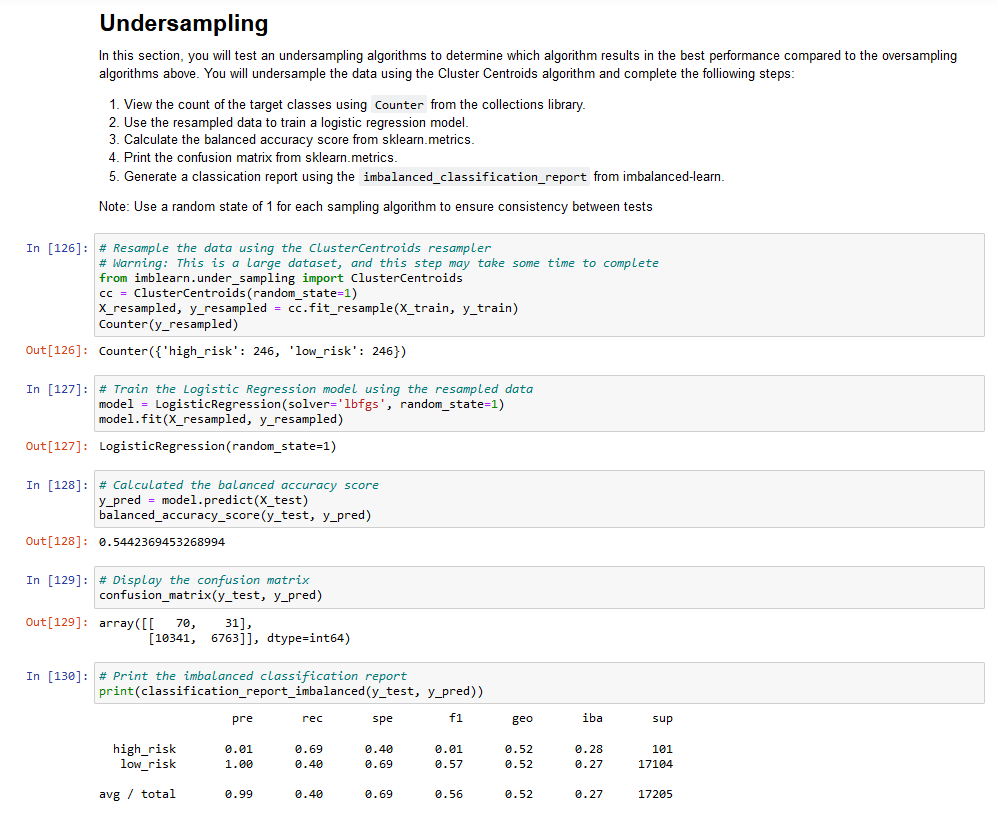 Undersampling
In this section, you will test an undersampling algorithms to determine which algorithm results in the best performance compared to the oversampling
algorithms above. You will undersample the data using the Cluster Centroids algorithm and complete the following steps:
1. View the count of the target classes using Counter from the collections library.
2. Use the resampled data to train a logistic regression model.
3. Calculate the balanced accuracy score from sklearn.metrics.
4. Print the confusion matrix from sklearn.metrics.
5. Generate a classication report using the imbalanced_classification_report from imbalanced-learn.
Note: Use a random state of 1 for each sampling algorithm to ensure consistency between tests
In [126]: # Resample the data using the ClusterCentroids resampler
# Warning: This is a large dataset, and this step may take some time to complete
from imblearn.under_sampling import ClusterCentroids
cc = ClusterCentroids(random_state=1)
X_resampled, y_resampled = cc.fit_resample(X_train, y_train)
Counter(y_resampled)
Out[126]: Counter({'high_risk': 246, 'low_risk': 246})
In [127]: # Train the Logistic Regression model using the resampled data
model = LogisticRegression(solver='lbfgs', random_state=1)
model.fit(X_resampled, y_resampled)
Out[127]: LogisticRegression(random_state=1)
In [128]: # Calculated the balanced accuracy score
y_pred = model.predict(X_test)
balanced_accuracy_score(y_test, y_pred)
Out[128]: 0.5442369453268994
In [129]: # Display the confusion matrix
confusion_matrix(y_test, y_pred)
Out[129]: array([[   70,    31],
[10341,  6763]], dtype=int64)
In [130]: # Print the imbalanced classification report
print(classification_report_imbalanced(y_test, y_pred))
pre rec spe f1 geo iba sup
high_risk 0.01 0.69 0.40 0.01 0.52 0.28 101
low_risk 1.00 0.40 0.69 0.57 0.52 0.27 17104
avg / total 0.99 0.40 0.69 0.56 0.52 0.27 17205